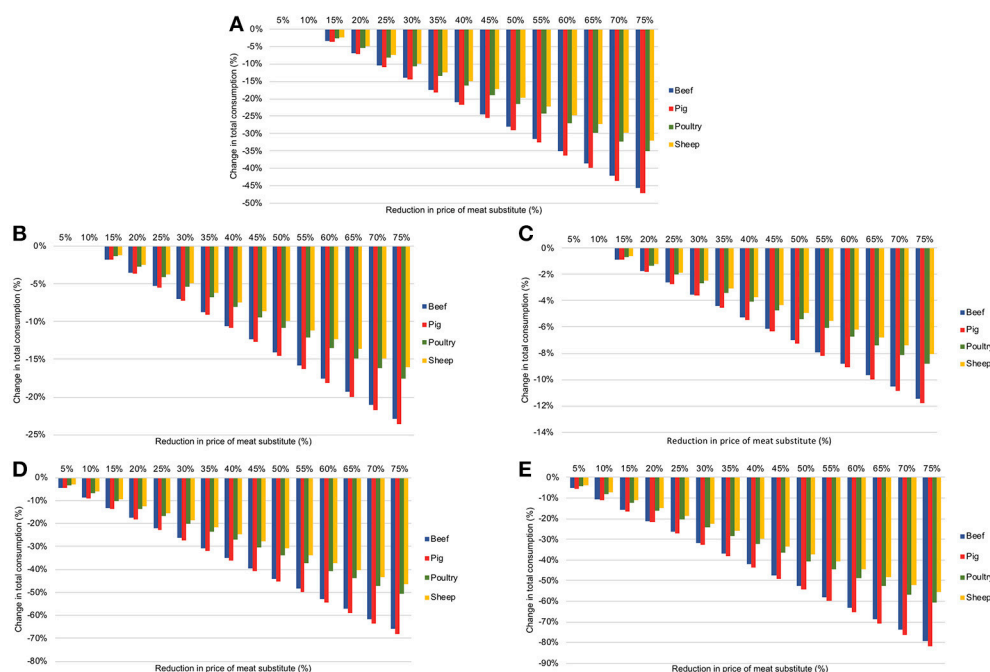 A
5% 10% 15% 20% 25% 30% 35% 40% 45% 50% 55% 60% 65% 70% 75%
0%
-5%
-10%
-15%
-20%
-25%
-30%
-35%
-40%
-45%
-50%
Change in total consumption (%)
Beef
Pig
Poultry
Sheep
Reduction in price of meat substitute (%)
B
5% 10% 15% 20% 25% 30% 35% 40% 45% 50% 55% 60% 65% 70% 75%
0%
-5%
-10%
-15%
-20%
-25%
Change in total consumption (%)
Beef
Pig
Poultry
Sheep
Reduction in price of meat substitute (%)
C
5% 10% 15% 20% 25% 30% 35% 40% 45% 50% 55% 60% 65% 70% 75%
0%
-2%
-4%
-6%
-8%
-10%
-12%
-14%
Change in total consumption (%)
Beef
Pig
Poultry
Sheep
Reduction in price of meat substitute (%)
D
5% 10% 15% 20% 25% 30% 35% 40% 45% 50% 55% 60% 65% 70% 75%
0%
-10%
-20%
-30%
-40%
-50%
-60%
-70%
-80%
Change in total consumption (%)
Beef
Pig
Poultry
Sheep
Reduction in price of meat substitute (%)
E
5% 10% 15% 20% 25% 30% 35% 40% 45% 50% 55% 60% 65% 70% 75%
0%
-10%
-20%
-30%
-40%
-50%
-60%
-70%
-80%
-90%
Change in total consumption (%)
Beef
Pig
Poultry
Sheep
Reduction in price of meat substitute (%)